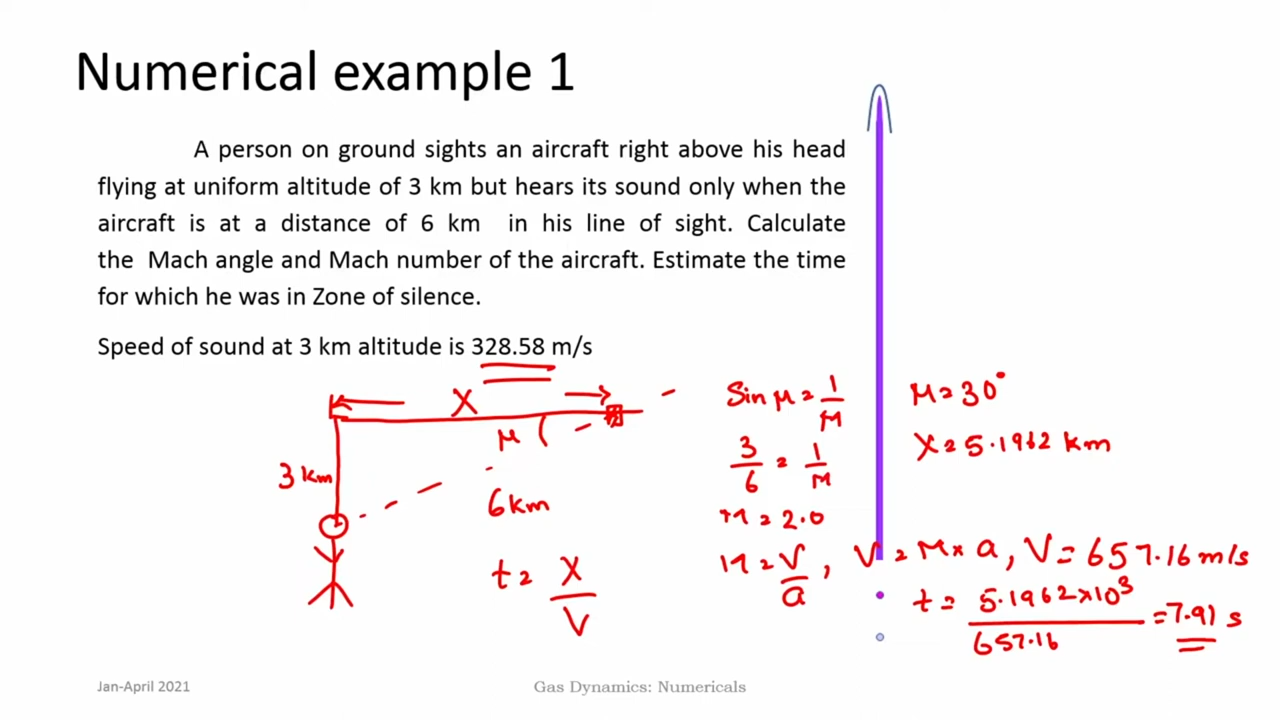 Numerical example 1
A person on ground sights an aircraft right above his head
flying at uniform altitude of 3 km but hears its sound only when the
aircraft is at a distance of 6 km in his line of sight. Calculate
the Mach angle and Mach number of the aircraft. Estimate the time
for which he was in Zone of silence.
Speed of sound at 3 km altitude is 328.58 m/s
X
μ
3 km
6 km
t = X/V
Sin μ = 1/M
3/6 = 1/M
M = 2.0
M = V/a, V = M × a, V = 657.16 m/s
μ = 30°
X = 5.1962 km
t = 5.1962×10³/657.16 = 7.91 s
Jan-April 2021
Gas Dynamics: Numericals